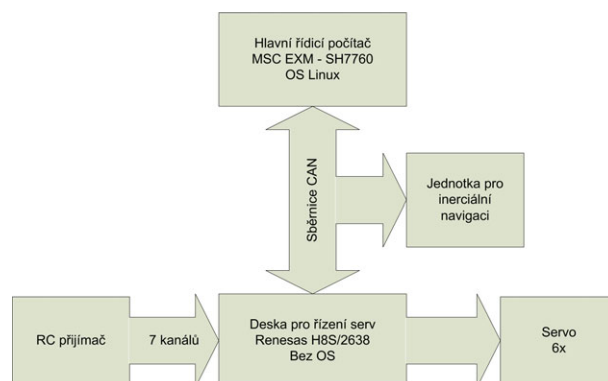 Hlavní řídicí počítač
MSC EXM - SH7760
OS Linux
Sběrnice CAN
Jednotka pro
inerciální
navigaci
RC přijímač
7 kanálů
Deska pro řízení serv
Renesas H8S/2638
Bez OS
Servo
6x